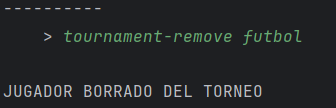 ----------
> tournament-remove futbol
JUGADOR BORRADO DEL TORNEO